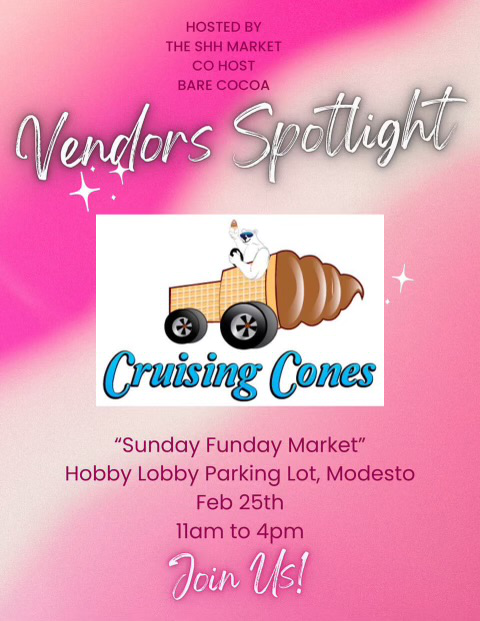 HOSTED BY
THE SHH MARKET
CO HOST
BARE COCOA
Vendors Spotlight
Cruising Cones
“Sunday Funday Market”
Hobby Lobby Parking Lot, Modesto
Feb 25th
11am to 4pm
Join Us!